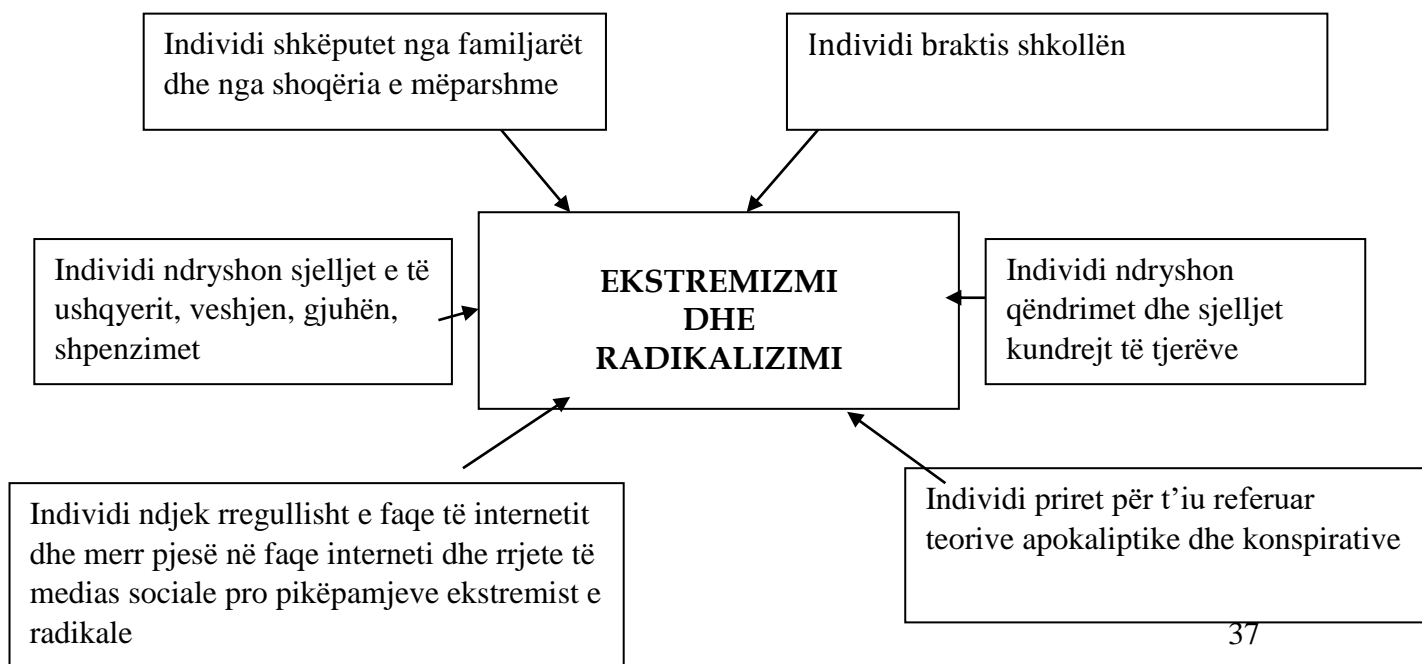 Individi shkëputet nga familjarët
dhe nga shoqëria e mëparshme
Individi braktis shkollën
Individi ndryshon sjelljet e të
ushqyerit, veshjen, gjuhën,
shpenzimet
EKSTREMIZMI
DHE
RADIKALIZIMI
Individi ndryshon
qëndrimet dhe sjelljet
kundrejt të tjerëve
Individi ndjek rregullisht e faqe të internetit
dhe merr pjesë në faqe interneti dhe rrjete të
medias sociale pro pikëpamjeve ekstremist e
radikale
Individi priret për t’iu referuar
teorive apokaliptike dhe konspirative
37